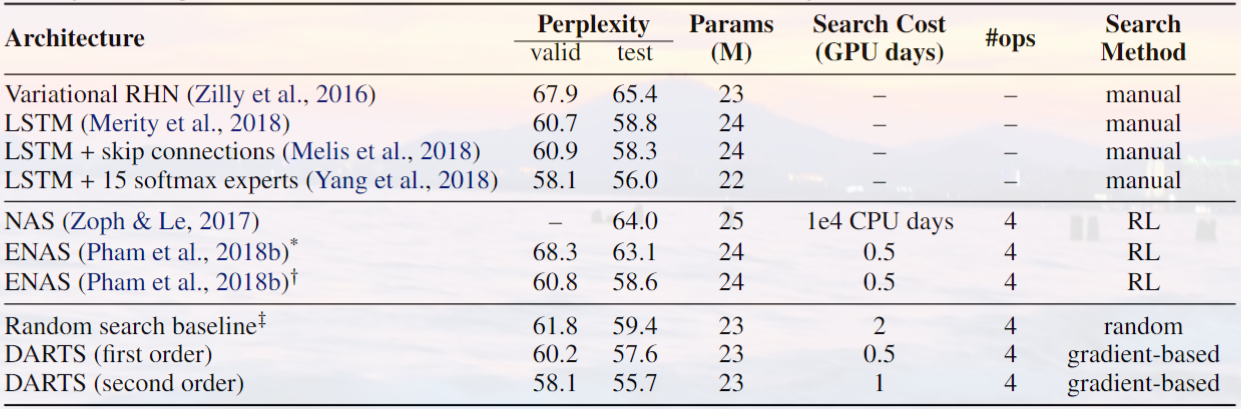 Architecture Perplexity Params Search Cost #ops Search
valid test (M) (GPU days) Method
Variational RHN (Zilly et al., 2016) 67.9 65.4 23 – – manual
LSTM (Merity et al., 2018) 60.7 58.8 24 – – manual
LSTM + skip connections (Melis et al., 2018) 60.9 58.3 24 – – manual
LSTM + 15 softmax experts (Yang et al., 2018) 58.1 56.0 22 – – manual
NAS (Zoph & Le, 2017) – 64.0 25 1e4 CPU days 4 RL
ENAS (Pham et al., 2018b)* 68.3 63.1 24 0.5 4 RL
ENAS (Pham et al., 2018b)† 60.8 58.6 24 0.5 4 RL
Random search baseline‡ 61.8 59.4 23 2 4 random
DARTS (first order) 60.2 57.6 23 0.5 4 gradient-based
DARTS (second order) 58.1 55.7 23 1 4 gradient-based